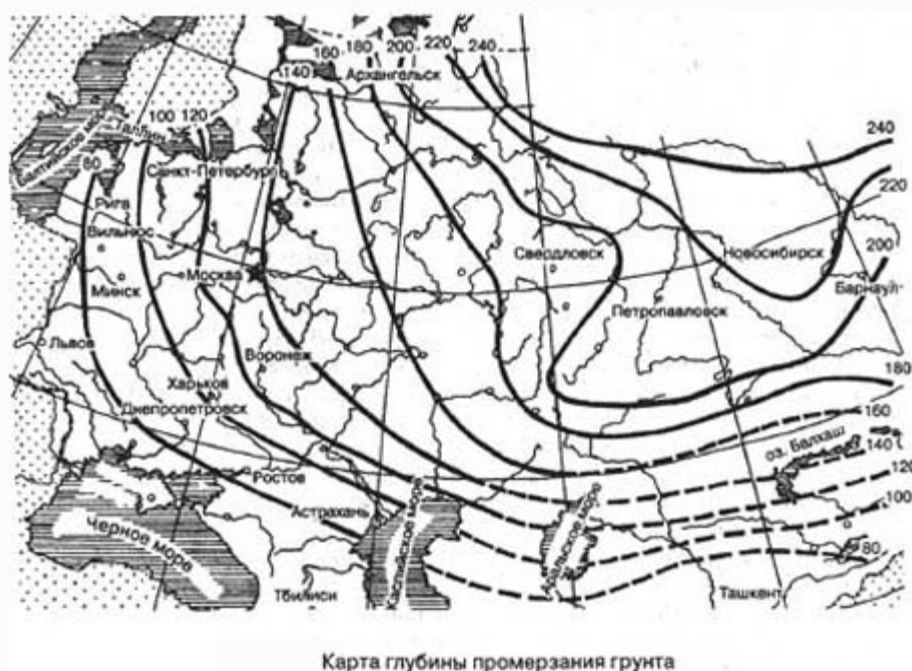 160
180
200
220
240
140
Архангельск
240
100
120
Балтийское море
Таллин
80
Санкт-Петербург
220
Рига
Вильнюс
200
Свердловск
Новосибирск
Москва
Минск
Барнаул
Петропавловск
Львов
Воронеж
180
Харьков
Днепропетровск
160
оз. Балхаш
140
Ростов
120
Астрахань
100
Черное море
Каспийское море
Аральское море
80
Тбилиси
Ташкент
Карта глубины промерзания грунта